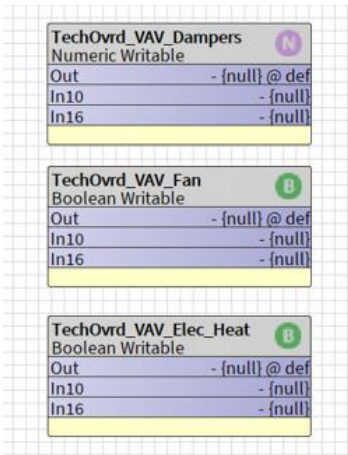 TechOvrd_VAV_Dampers
N
Numeric Writable
Out - {null} @ def
In10 - {null}
In16 - {null}
TechOvrd_VAV_Fan
B
Boolean Writable
Out - {null} @ def
In10 - {null}
In16 - {null}
TechOvrd_VAV_Elec_Heat
B
Boolean Writable
Out - {null} @ def
In10 - {null}
In16 - {null}